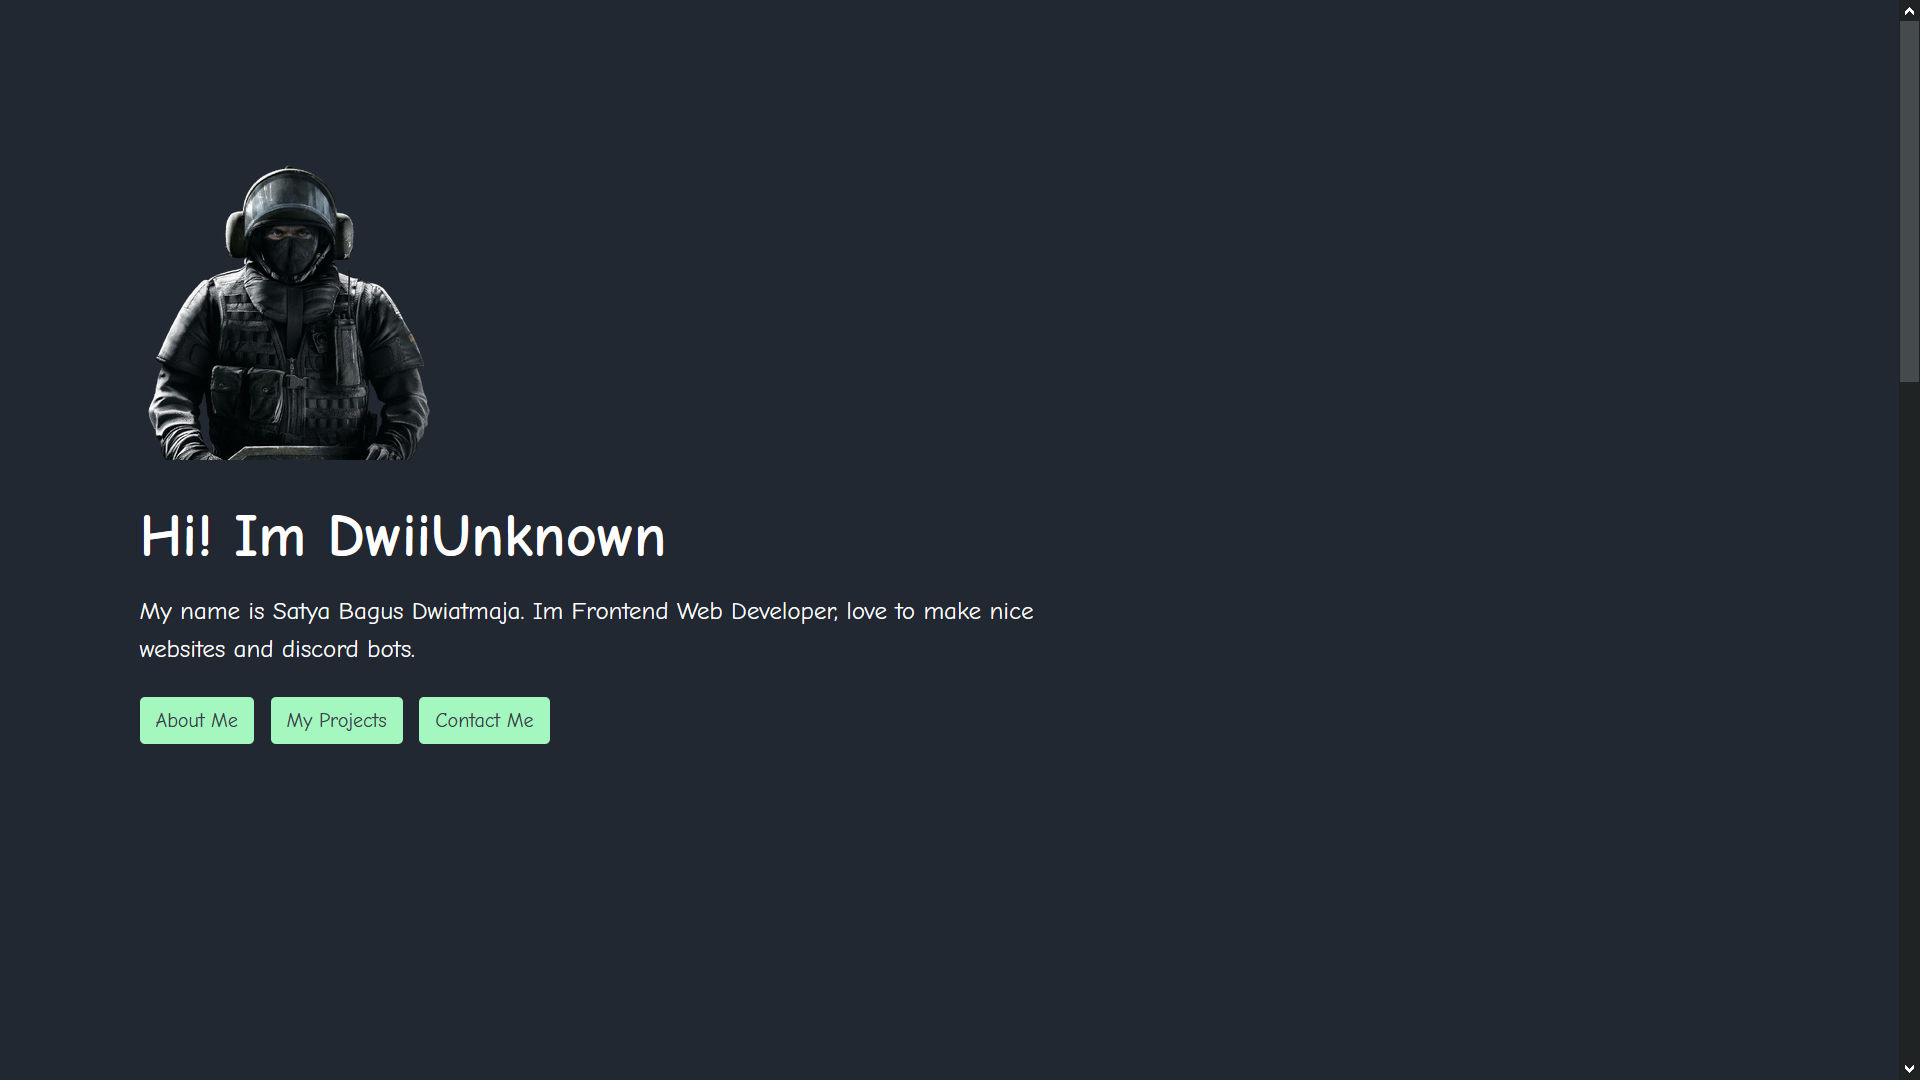 Hi! Im DwiiUnknown
My name is Satya Bagus Dwiatmaja. Im Frontend Web Developer, love to make nice
websites and discord bots.
About Me
My Projects
Contact Me